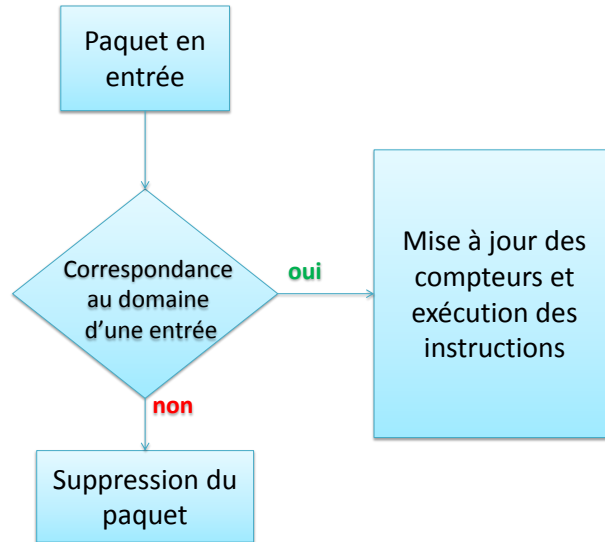 Paquet en
entrée
Correspondance
au domaine
d'une entrée
oui
Mise à jour des
compteurs et
exécution des
instructions
non
Suppression du
paquet